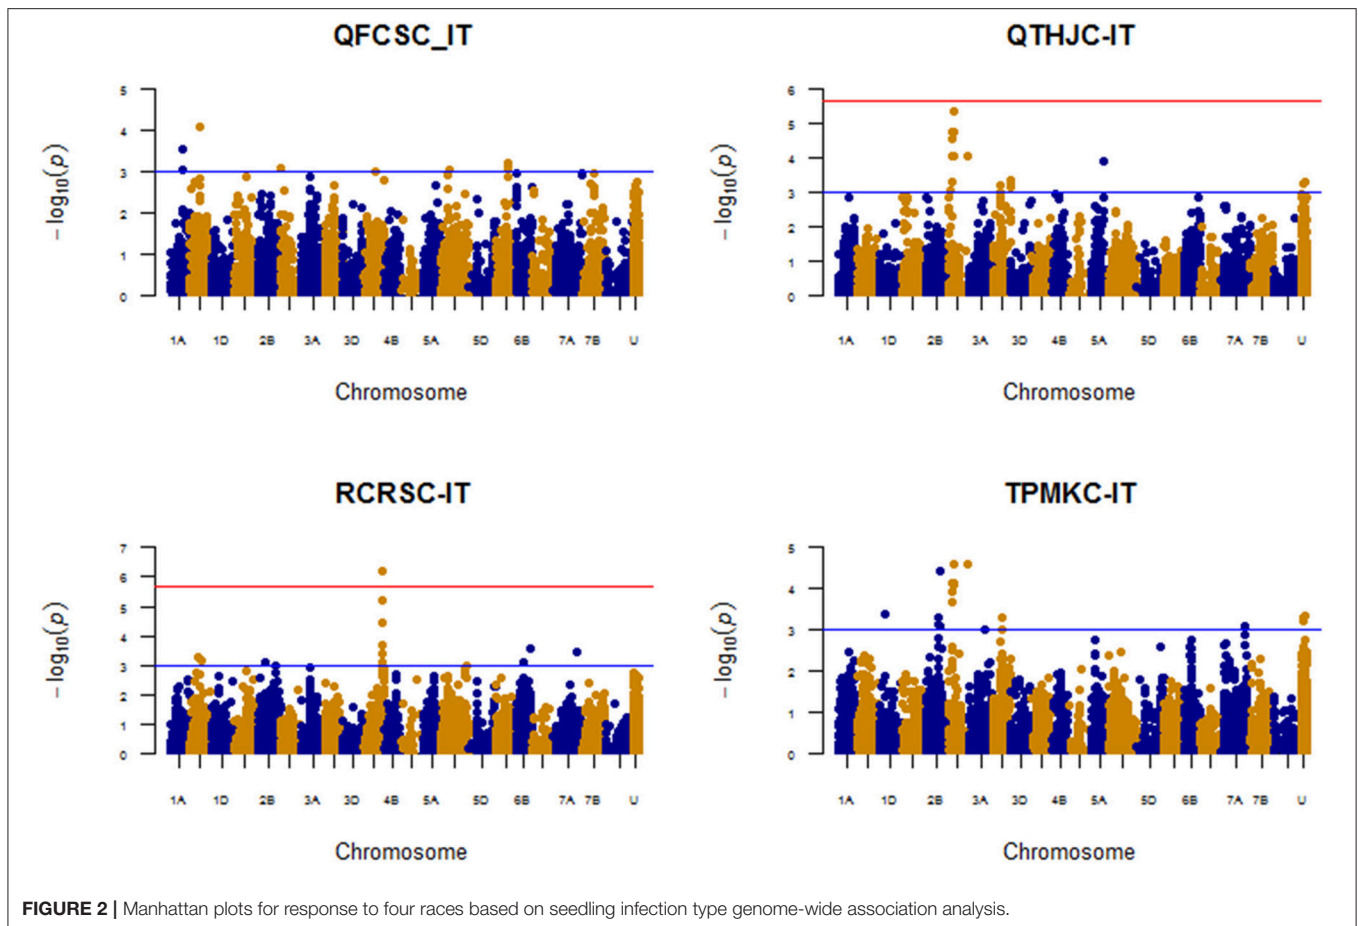 QFCSC_IT
5
4
3
2
1
0
−log10(p)
1A 1D 2B 3A 3D 4B 5A 5D 6B 7A 7B U
Chromosome
QTHJC-IT
6
5
4
3
2
1
0
−log10(p)
1A 1D 2B 3A 3D 4B 5A 5D 6B 7A 7B U
Chromosome
RCRSC-IT
7
6
5
4
3
2
1
0
−log10(p)
1A 1D 2B 3A 3D 4B 5A 5D 6B 7A 7B U
Chromosome
TPMKC-IT
5
4
3
2
1
0
−log10(p)
1A 1D 2B 3A 3D 4B 5A 5D 6B 7A 7B U
Chromosome
FIGURE 2 | Manhattan plots for response to four races based on seedling infection type genome-wide association analysis.